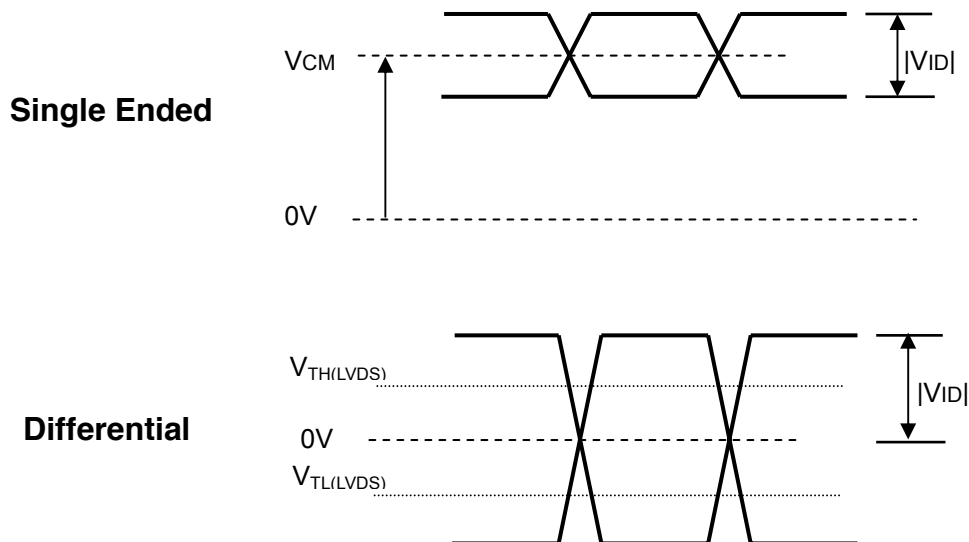 VCM
|VID|
Single Ended
0V
VTH(LVDS)
|VID|
Differential
0V
VTL(LVDS)